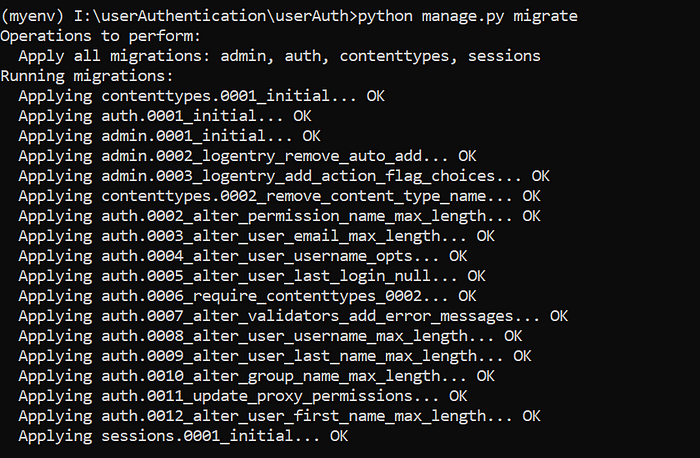 (myenv) I:\userAuthentication\userAuth>python manage.py migrate
Operations to perform:
  Apply all migrations: admin, auth, contenttypes, sessions
Running migrations:
  Applying contenttypes.0001_initial... OK
  Applying auth.0001_initial... OK
  Applying admin.0001_initial... OK
  Applying admin.0002_logentry_remove_auto_add... OK
  Applying admin.0003_logentry_add_action_flag_choices... OK
  Applying contenttypes.0002_remove_content_type_name... OK
  Applying auth.0002_alter_permission_name_max_length... OK
  Applying auth.0003_alter_user_email_max_length... OK
  Applying auth.0004_alter_user_username_opts... OK
  Applying auth.0005_alter_user_last_login_null... OK
  Applying auth.0006_require_contenttypes_0002... OK
  Applying auth.0007_alter_validators_add_error_messages... OK
  Applying auth.0008_alter_user_username_max_length... OK
  Applying auth.0009_alter_user_last_name_max_length... OK
  Applying auth.0010_alter_group_name_max_length... OK
  Applying auth.0011_update_proxy_permissions... OK
  Applying auth.0012_alter_user_first_name_max_length... OK
  Applying sessions.0001_initial... OK